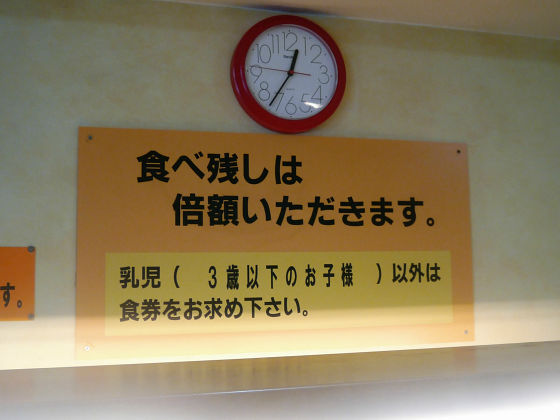 12
1
2
3
4
5
6
7
8
9
10
11
食べ残しは
倍額いただきます。
乳児（ 3歳以下のお子様 ）以外は
食券をお求め下さい。
す。